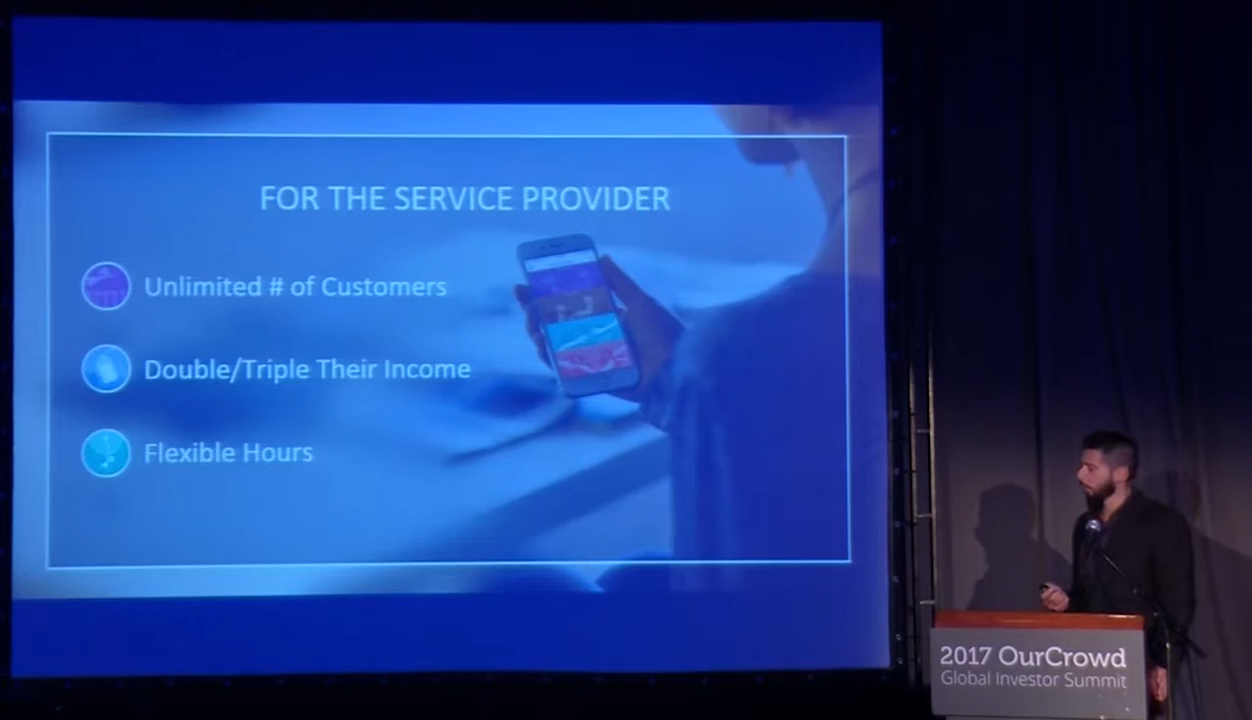 FOR THE SERVICE PROVIDER
Unlimited # of Customers
Double/Triple Their Income
Flexible Hours
2017 OurCrowd
Global Investor Summit